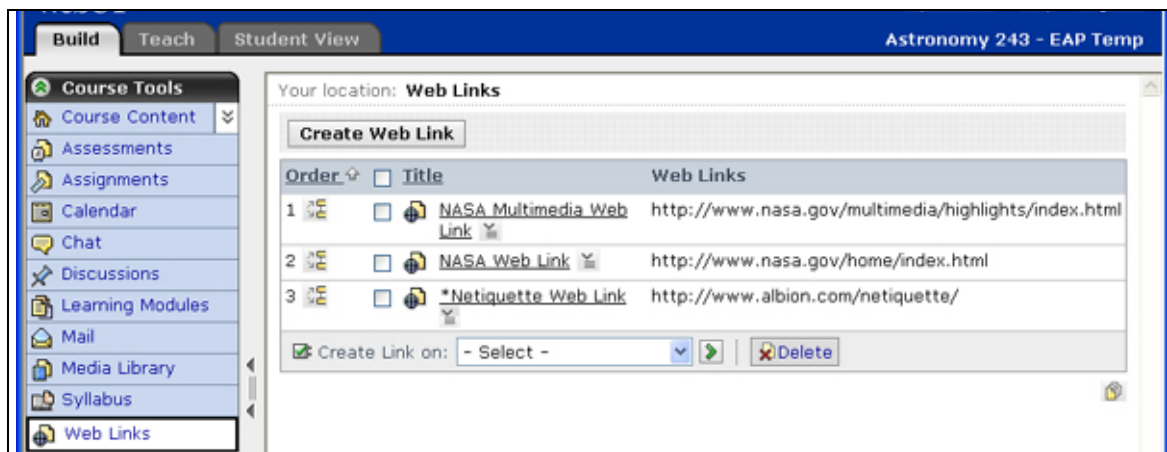 Build Teach Student View Astronomy 243 - EAP Temp
Course Tools
Course Content
Assessments
Assignments
Calendar
Chat
Discussions
Learning Modules
Mail
Media Library
Syllabus
Web Links
Your location: Web Links
Create Web Link
Order Title Web Links
1 NASA Multimedia Web http://www.nasa.gov/multimedia/highlights/index.html
Link
2 NASA Web Link http://www.nasa.gov/home/index.html
3 *Netiquette Web Link http://www.albion.com/netiquette/
Create Link on: - Select - Delete